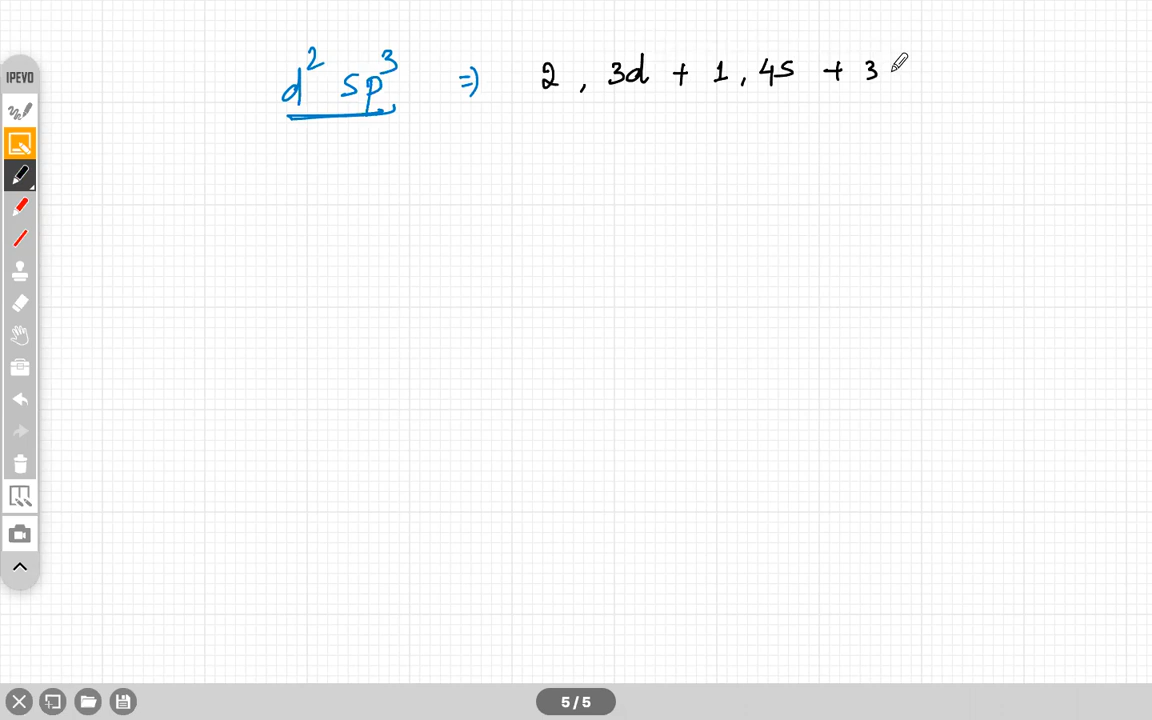 d² sp³ ⇒ 2 , 3d + 1 , 4s + 3
IPEVO
5 / 5